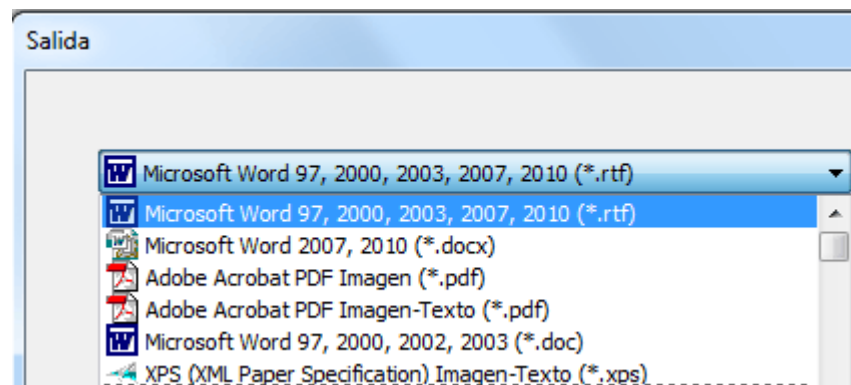 Salida
Microsoft Word 97, 2000, 2003, 2007, 2010 (*.rtf)
Microsoft Word 97, 2000, 2003, 2007, 2010 (*.rtf)
Microsoft Word 2007, 2010 (*.docx)
Adobe Acrobat PDF Imagen (*.pdf)
Adobe Acrobat PDF Imagen-Texto (*.pdf)
Microsoft Word 97, 2000, 2002, 2003 (*.doc)
XPS (XML Paper Specification) Imagen-Texto (*.xps)